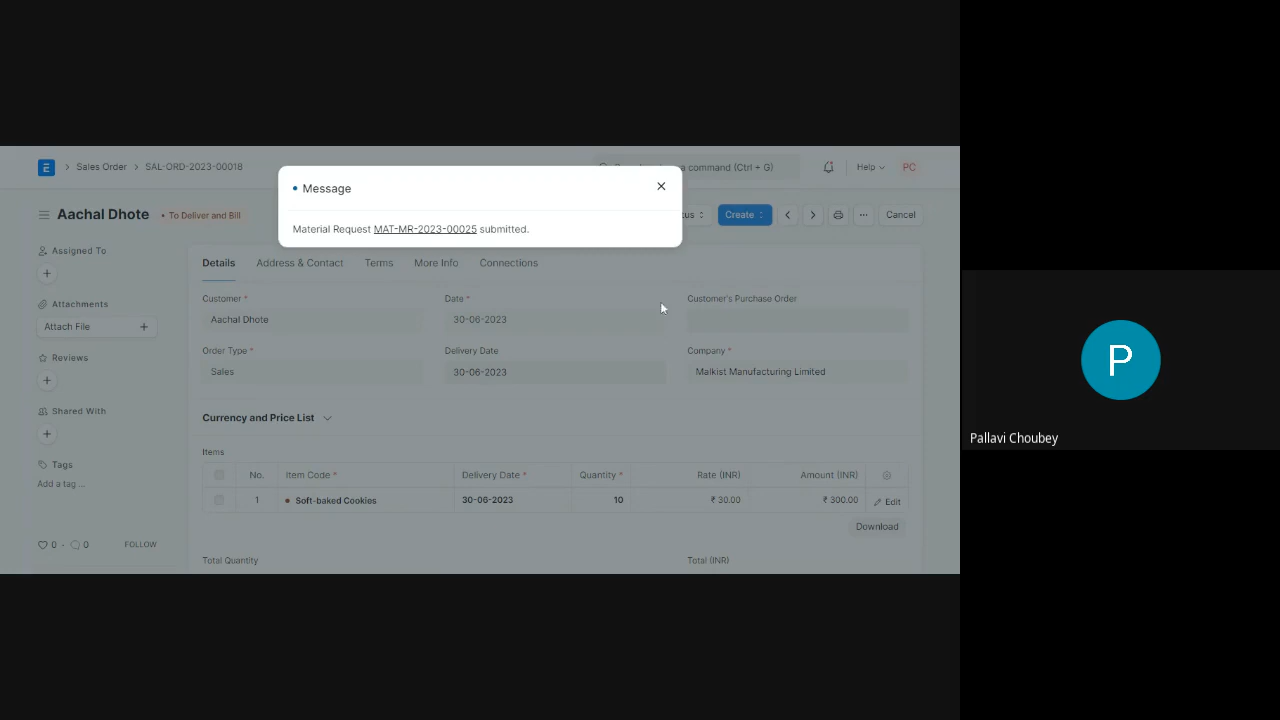 E > Sales Order > SAL-ORD-2023-00018
a command (Ctrl + G)
Help
PC
Message
Material Request MAT-MR-2023-00025 submitted.
Aachal Dhote
• To Deliver and Bill
Create
...
Cancel
Assigned To
+
Attachments
Attach File +
Reviews
+
Shared With
+
Tags
Add a tag ...
0 · 0 FOLLOW
Details Address & Contact Terms More Info Connections
Customer * Date * Customer's Purchase Order
Aachal Dhote 30-06-2023
Order Type * Delivery Date Company *
Sales 30-06-2023 Malkist Manufacturing Limited
Currency and Price List
Items
No. Item Code * Delivery Date * Quantity * Rate (INR) Amount (INR)
1 Soft-baked Cookies 30-06-2023 10 ₹ 30.00 ₹ 300.00 Edit
Download
Total Quantity Total (INR)
P
Pallavi Choubey